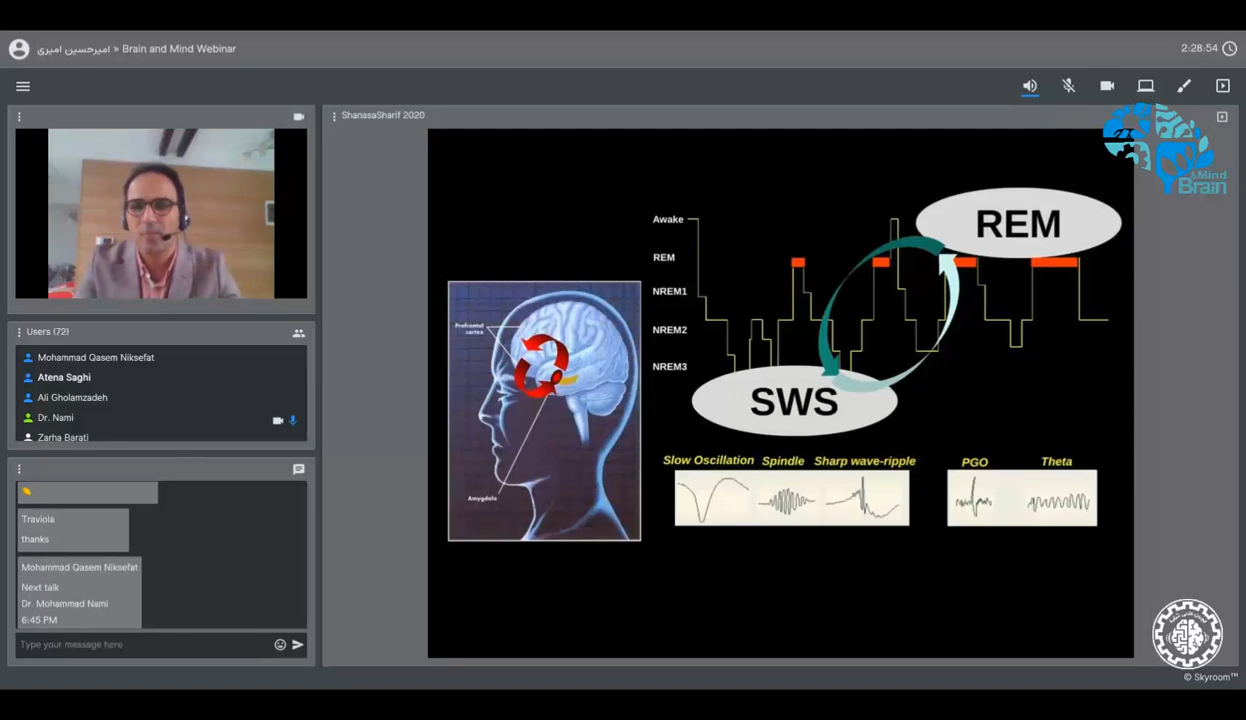 امیرحسین امیری » Brain and Mind Webinar
2:28:54
ShanasaSharif 2020
&Mind
Brain
Users (72)
Mohammad Qasem Niksefat
Atena Saghi
Ali Gholamzadeh
Dr. Nami
Zarha Barati
Traviola
thanks
Mohammad Qasem Niksefat
Next talk
Dr. Mohammad Nami
6:45 PM
Type your message here
Prefrontal
cortex
Amygdala
Awake
REM
NREM1
NREM2
NREM3
REM
SWS
Slow Oscillation Spindle Sharp wave-ripple
PGO Theta
© Skyroom™